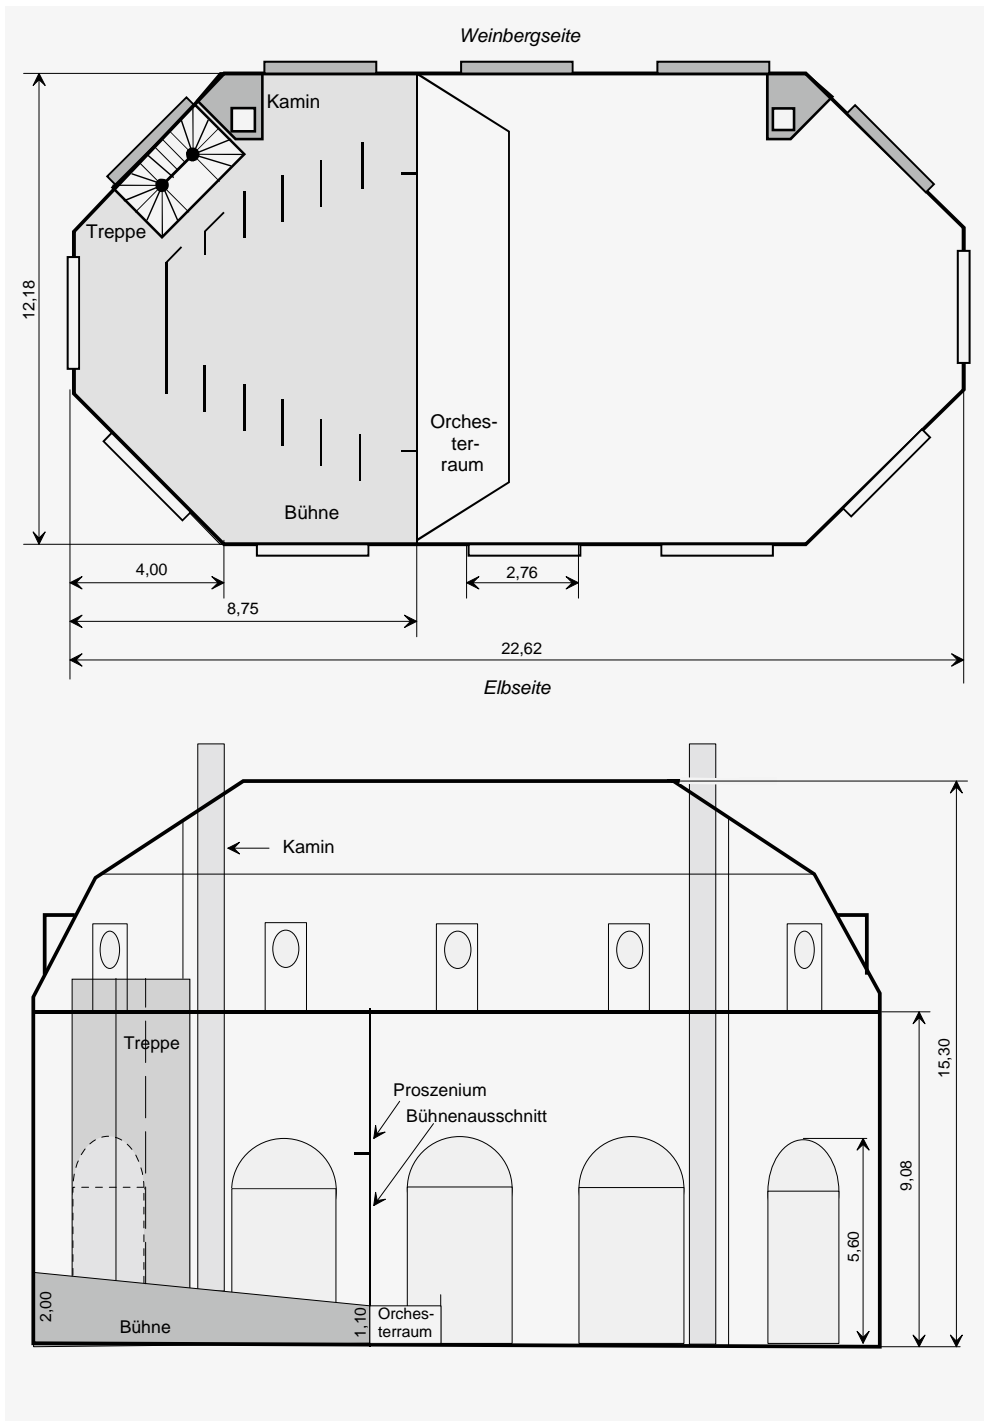 Weinbergseite
Kamin
Treppe
12,18
Orches-
ter-
raum
Bühne
4,00
2,76
8,75
22,62
Elbseite
Kamin
Treppe
Proszenium
Bühnenausschnitt
15,30
9,08
5,60
2,00
Bühne
1,10
Orches-
terraum